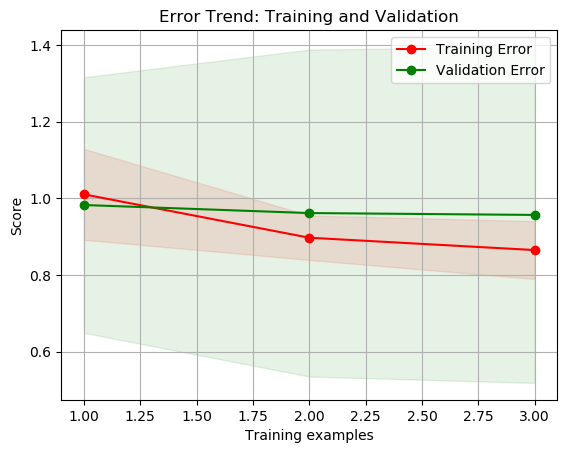 Error Trend: Training and Validation
Training Error
Validation Error
Score
1.4
1.2
1.0
0.8
0.6
1.00 1.25 1.50 1.75 2.00 2.25 2.50 2.75 3.00
Training examples